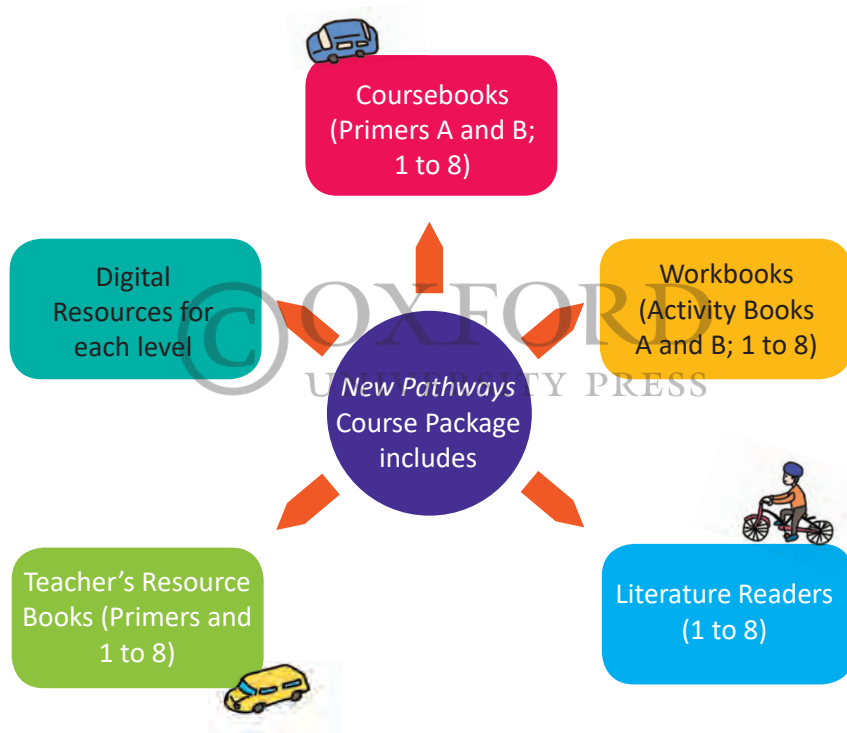 Coursebooks
(Primers A and B;
1 to 8)
Digital
Resources for
each level
Workbooks
(Activity Books
A and B; 1 to 8)
© OXFORD
UNIVERSITY PRESS
New Pathways
Course Package
includes
Teacher's Resource
Books (Primers and
1 to 8)
Literature Readers
(1 to 8)